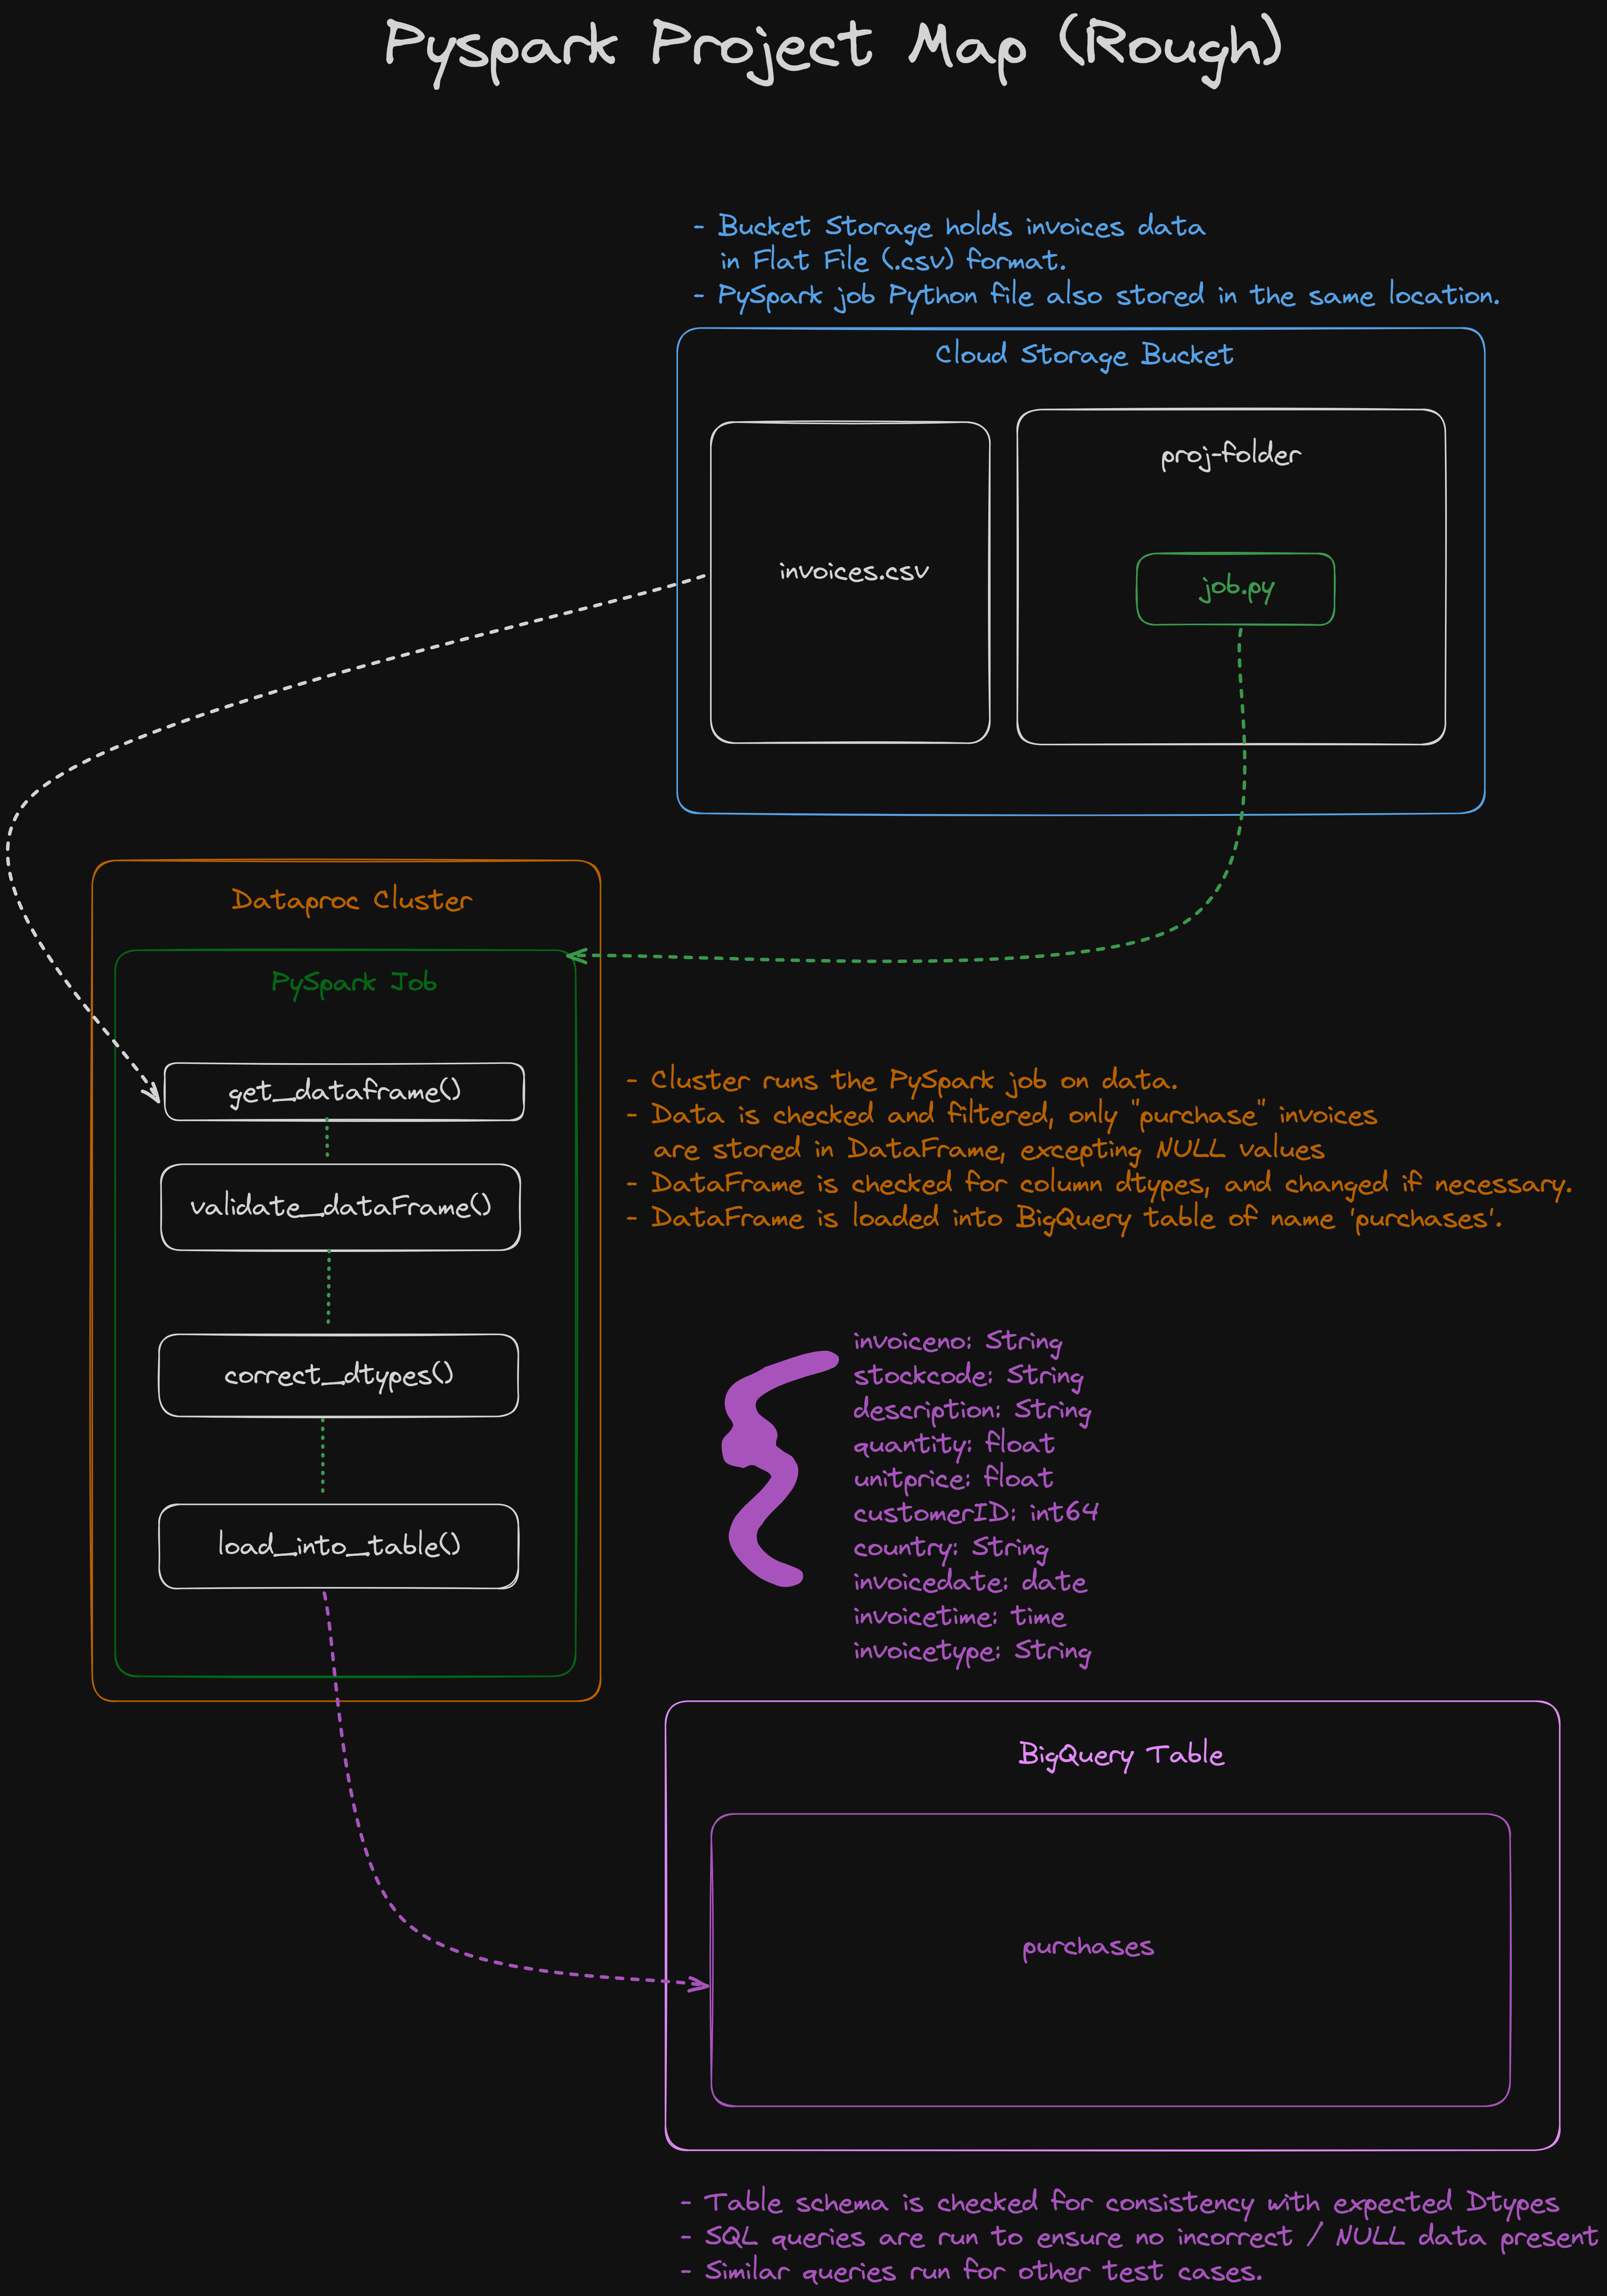 Pyspark Project Map (Rough)
- Bucket Storage holds invoices data
in Flat File (.csv) format.
- PySpark job Python file also stored in the same location.
Cloud Storage Bucket
proj-folder
invoices.csv
job.py
Dataproc Cluster
PySpark Job
get_dataframe()
validate_dataFrame()
correct_dtypes()
load_into_table()
- Cluster runs the PySpark job on data.
- Data is checked and filtered, only "purchase" invoices
are stored in DataFrame, excepting NULL values
- DataFrame is checked for column dtypes, and changed if necessary.
- DataFrame is loaded into BigQuery table of name 'purchases'.
invoiceno: String
stockcode: String
description: String
quantity: float
unitprice: float
customerID: int64
country: String
invoicedate: date
invoicetime: time
invoicetype: String
BigQuery Table
purchases
- Table schema is checked for consistency with expected Dtypes
- SQL queries are run to ensure no incorrect / NULL data present
- Similar queries run for other test cases.